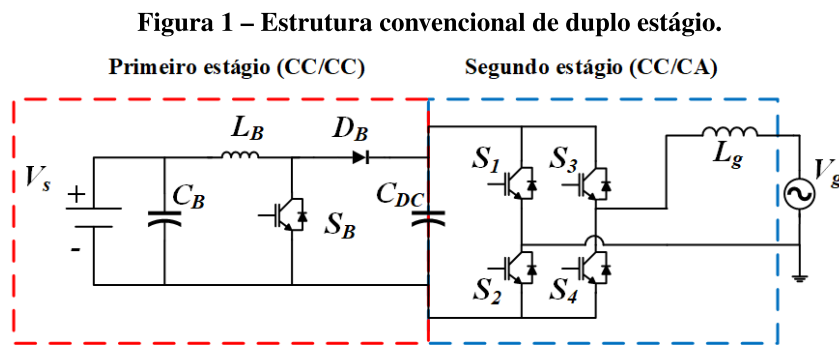 Figura 1 – Estrutura convencional de duplo estágio.
Primeiro estágio (CC/CC)
Segundo estágio (CC/CA)
L_B
D_B
S_1
S_3
L_g
V_s
+
C_B
C_DC
V_g
S_B
-
S_2
S_4